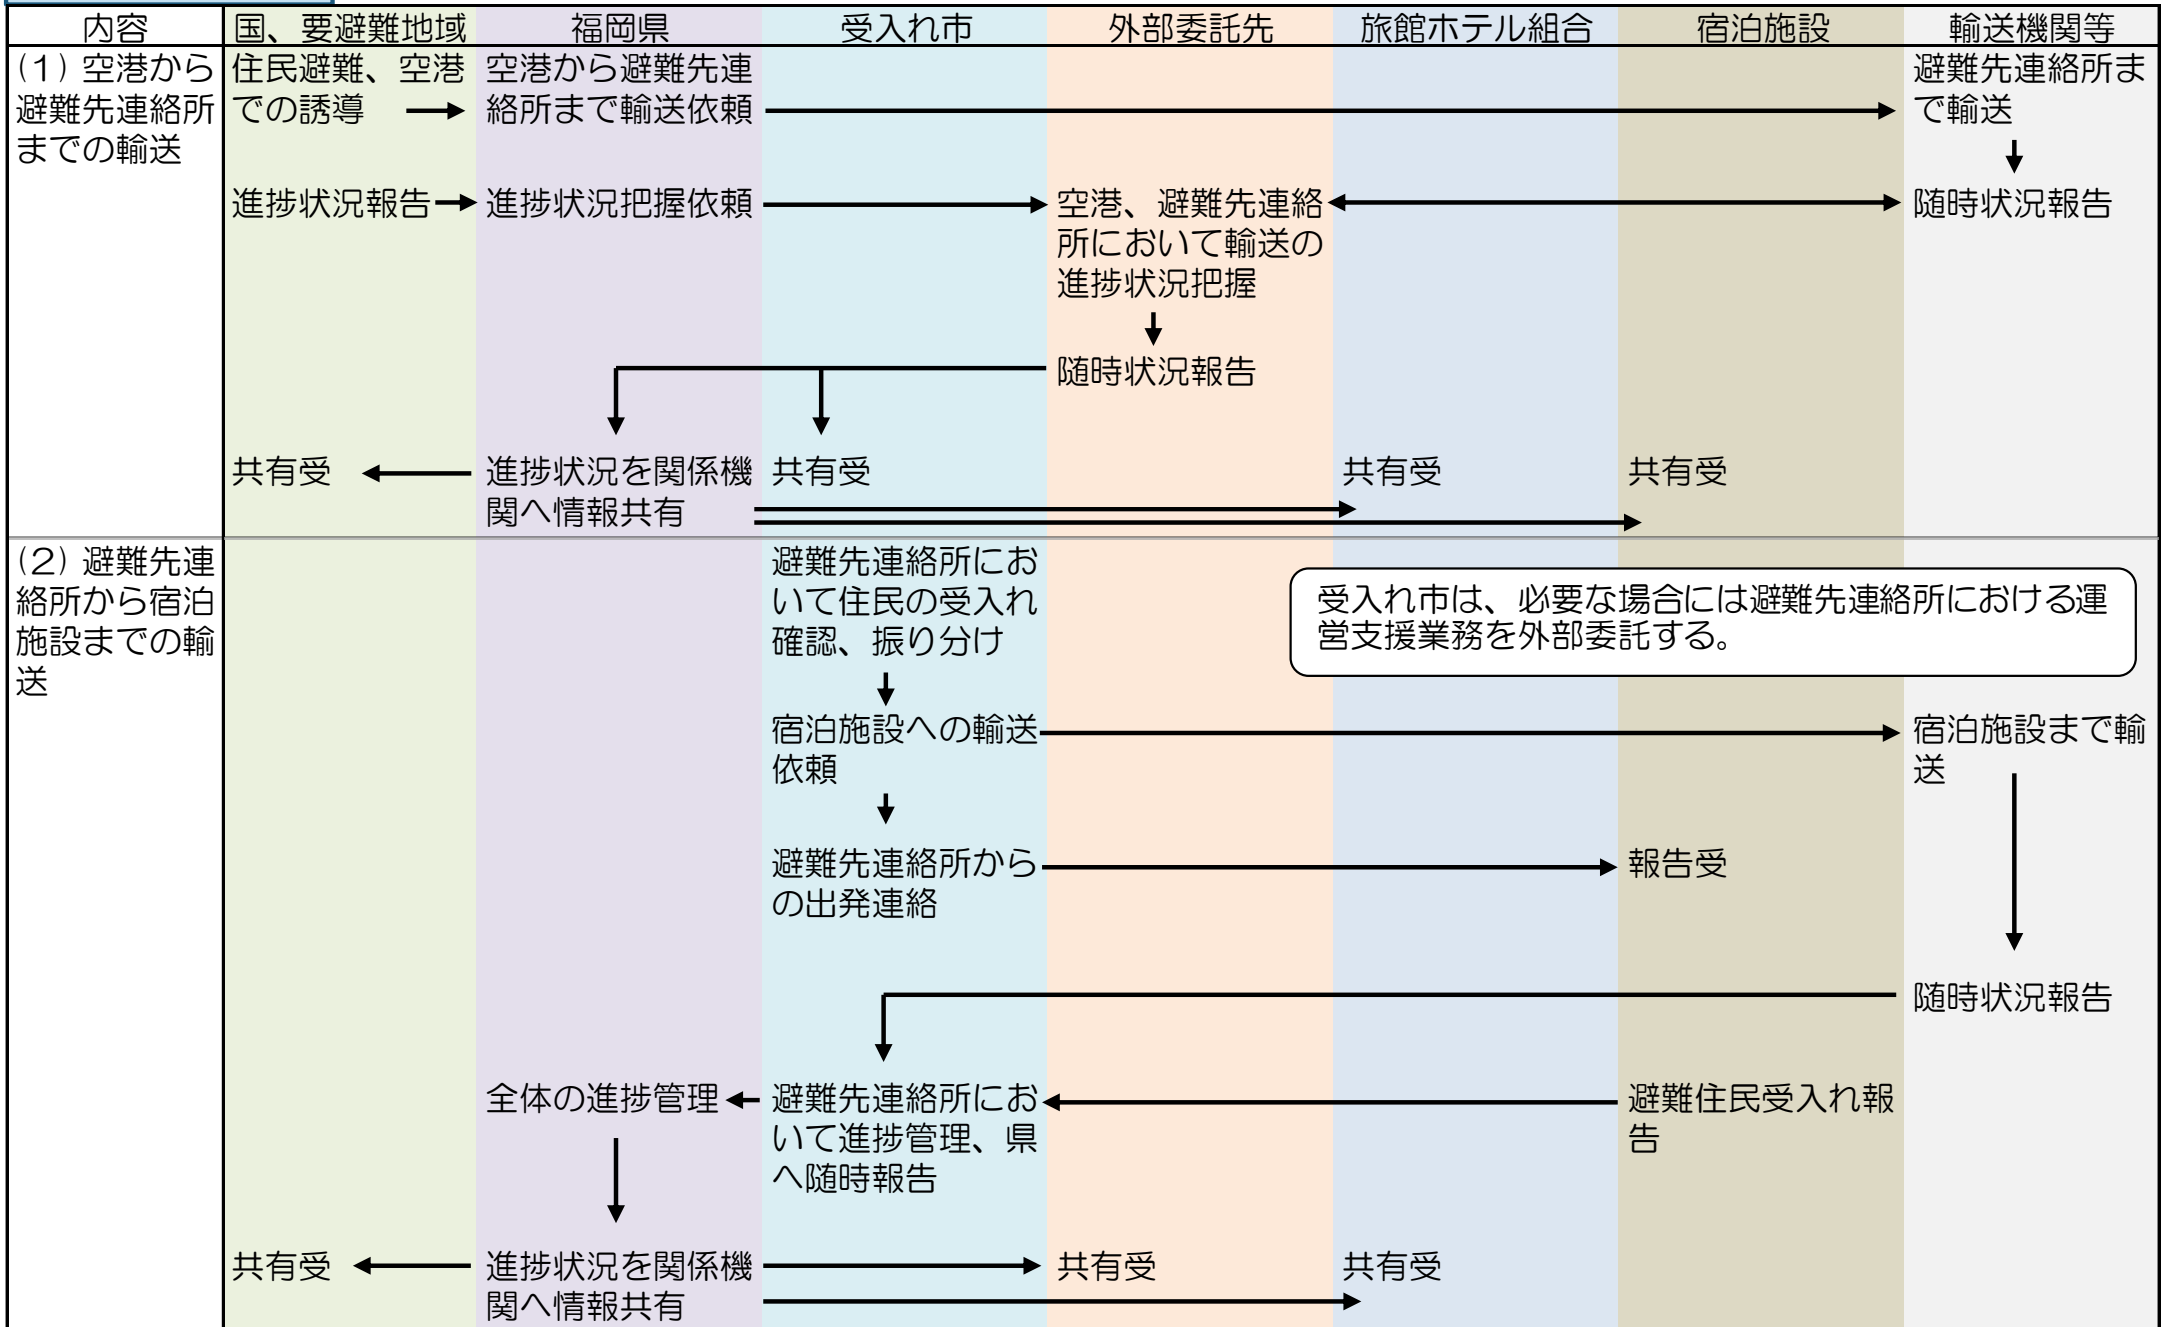 内容
国、要避難地域
福岡県
受入れ市
外部委託先
旅館ホテル組合
宿泊施設
輸送機関等
(1) 空港から
避難先連絡所
までの輸送
住民避難、空港
での誘導
空港から避難先連
絡所まで輸送依頼
避難先連絡所ま
で輸送
進捗状況報告
進捗状況把握依頼
空港、避難先連絡
所において輸送の
進捗状況把握
随時状況報告
随時状況報告
共有受
進捗状況を関係機
関へ情報共有
共有受
共有受
共有受
(2) 避難先連
絡所から宿泊
施設までの輸
送
避難先連絡所にお
いて住民の受入れ
確認、振り分け
受入れ市は、必要な場合には避難先連絡所における運
営支援業務を外部委託する。
宿泊施設への輸送
依頼
宿泊施設まで輸
送
避難先連絡所から
の出発連絡
報告受
随時状況報告
全体の進捗管理
避難先連絡所にお
いて進捗管理、県
へ随時報告
避難住民受入れ報
告
共有受
進捗状況を関係機
関へ情報共有
共有受
共有受